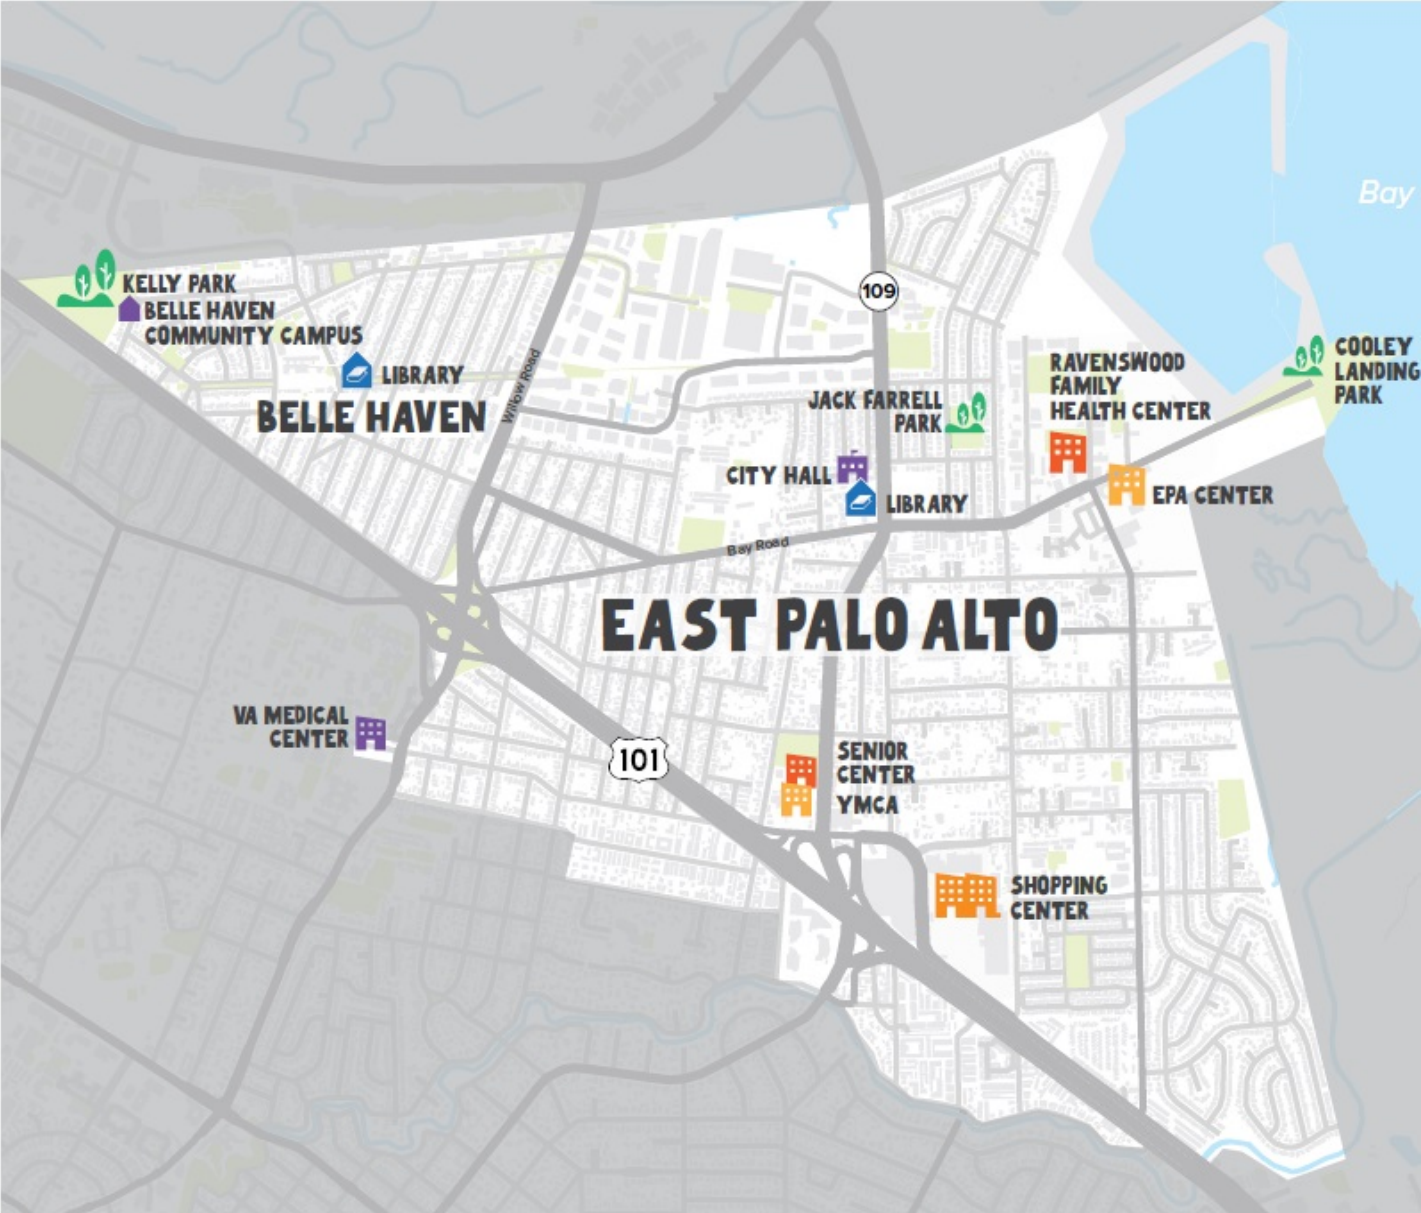 Bay
109
KELLY PARK
BELLE HAVEN
COMMUNITY CAMPUS
LIBRARY
BELLE HAVEN
Willow Road
COOLEY
LANDING
PARK
RAVENSWOOD
FAMILY
HEALTH CENTER
JACK FARRELL
PARK
CITY HALL
LIBRARY
EPA CENTER
Bay Road
EAST PALO ALTO
VA MEDICAL
CENTER
101
SENIOR
CENTER
YMCA
SHOPPING
CENTER